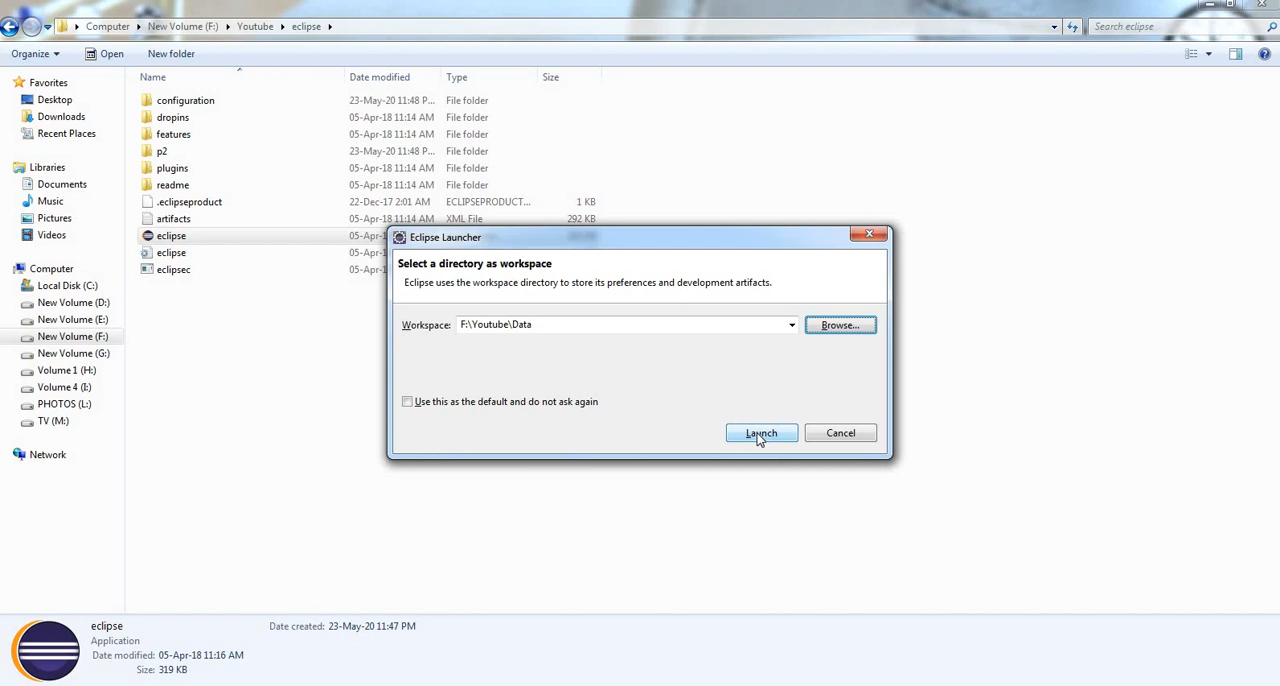 Computer New Volume (F:) Youtube eclipse Search eclipse
Organize Open New folder
Name Date modified Type Size
Favorites
Desktop
Downloads
Recent Places
Libraries
Documents
Music
Pictures
Videos
Computer
Local Disk (C:)
New Volume (D:)
New Volume (E:)
New Volume (F:)
New Volume (G:)
Volume 1 (H:)
Volume 4 (I:)
PHOTOS (L:)
TV (M:)
Network
configuration 23-May-20 11:48 P... File folder
dropins 05-Apr-18 11:14 AM File folder
features 05-Apr-18 11:14 AM File folder
p2 23-May-20 11:48 P... File folder
plugins 05-Apr-18 11:14 AM File folder
readme 05-Apr-18 11:14 AM File folder
.eclipseproduct 22-Dec-17 2:01 AM ECLIPSEPRODUCT... 1 KB
artifacts 05-Apr-18 11:14 AM XML File 292 KB
eclipse 05-Apr-1
eclipse 05-Apr-1
eclipsec 05-Apr-1
Eclipse Launcher
Select a directory as workspace
Eclipse uses the workspace directory to store its preferences and development artifacts.
Workspace: F:\Youtube\Data Browse...
Use this as the default and do not ask again
Launch Cancel
eclipse Date created: 23-May-20 11:47 PM
Application
Date modified: 05-Apr-18 11:16 AM
Size: 319 KB